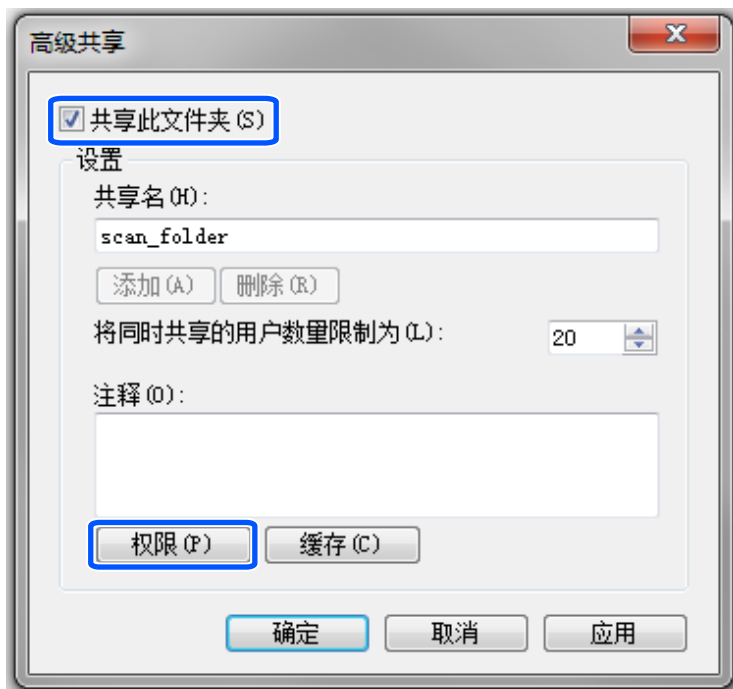 高级共享
共享此文件夹(S)
设置
共享名(H):
scan_folder
添加(A) 删除(R)
将同时共享的用户数量限制为(L): 20
注释(O):
权限(P) 缓存(C)
确定 取消 应用